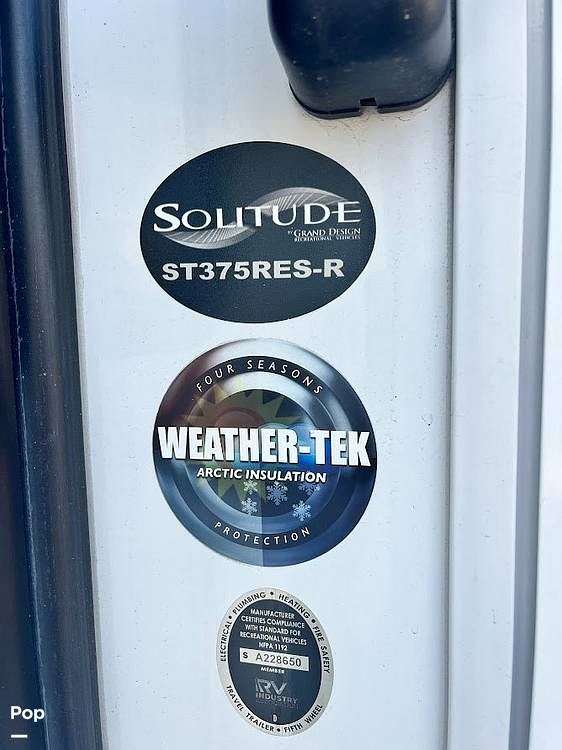 SOLITUDE
BY GRAND DESIGN
RECREATIONAL VEHICLES
ST375RES-R
FOUR SEASONS
WEATHER-TEK
ARCTIC INSULATION
PROTECTION
ELECTRICAL • PLUMBING • HEATING • FIRE SAFETY
MANUFACTURER
CERTIFIES COMPLIANCE
WITH STANDARD FOR
RECREATIONAL VEHICLES
NFPA 1192
S A228650
MEMBER
RV
INDUSTRY
D
TRAVEL TRAILER • FIFTH WHEEL
Pop